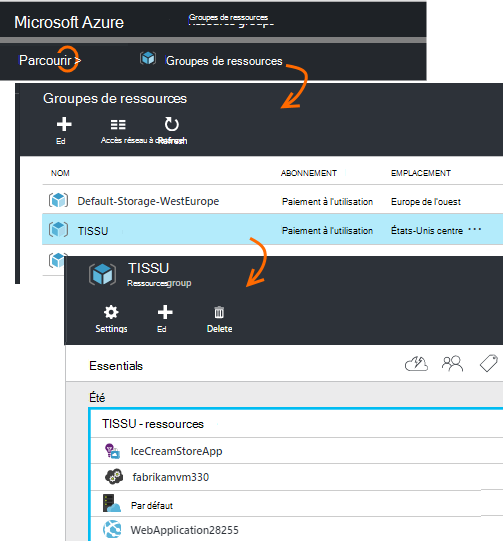 Microsoft Azure
Groupes de ressources
Parcourir >
Groupes de ressources
Groupes de ressources
Ed
Accès réseau à
Refresh
NOM ABONNEMENT EMPLACEMENT
Default-Storage-WestEurope Paiement à l'utilisation Europe de l'ouest
TISSU Paiement à l'utilisation États-Unis centre ...
TISSU
Ressourcesgroup
Settings Ed Delete
Essentials
Été
TISSU - ressources
IceCreamStoreApp
fabrikamvm330
Par défaut
WebApplication28255